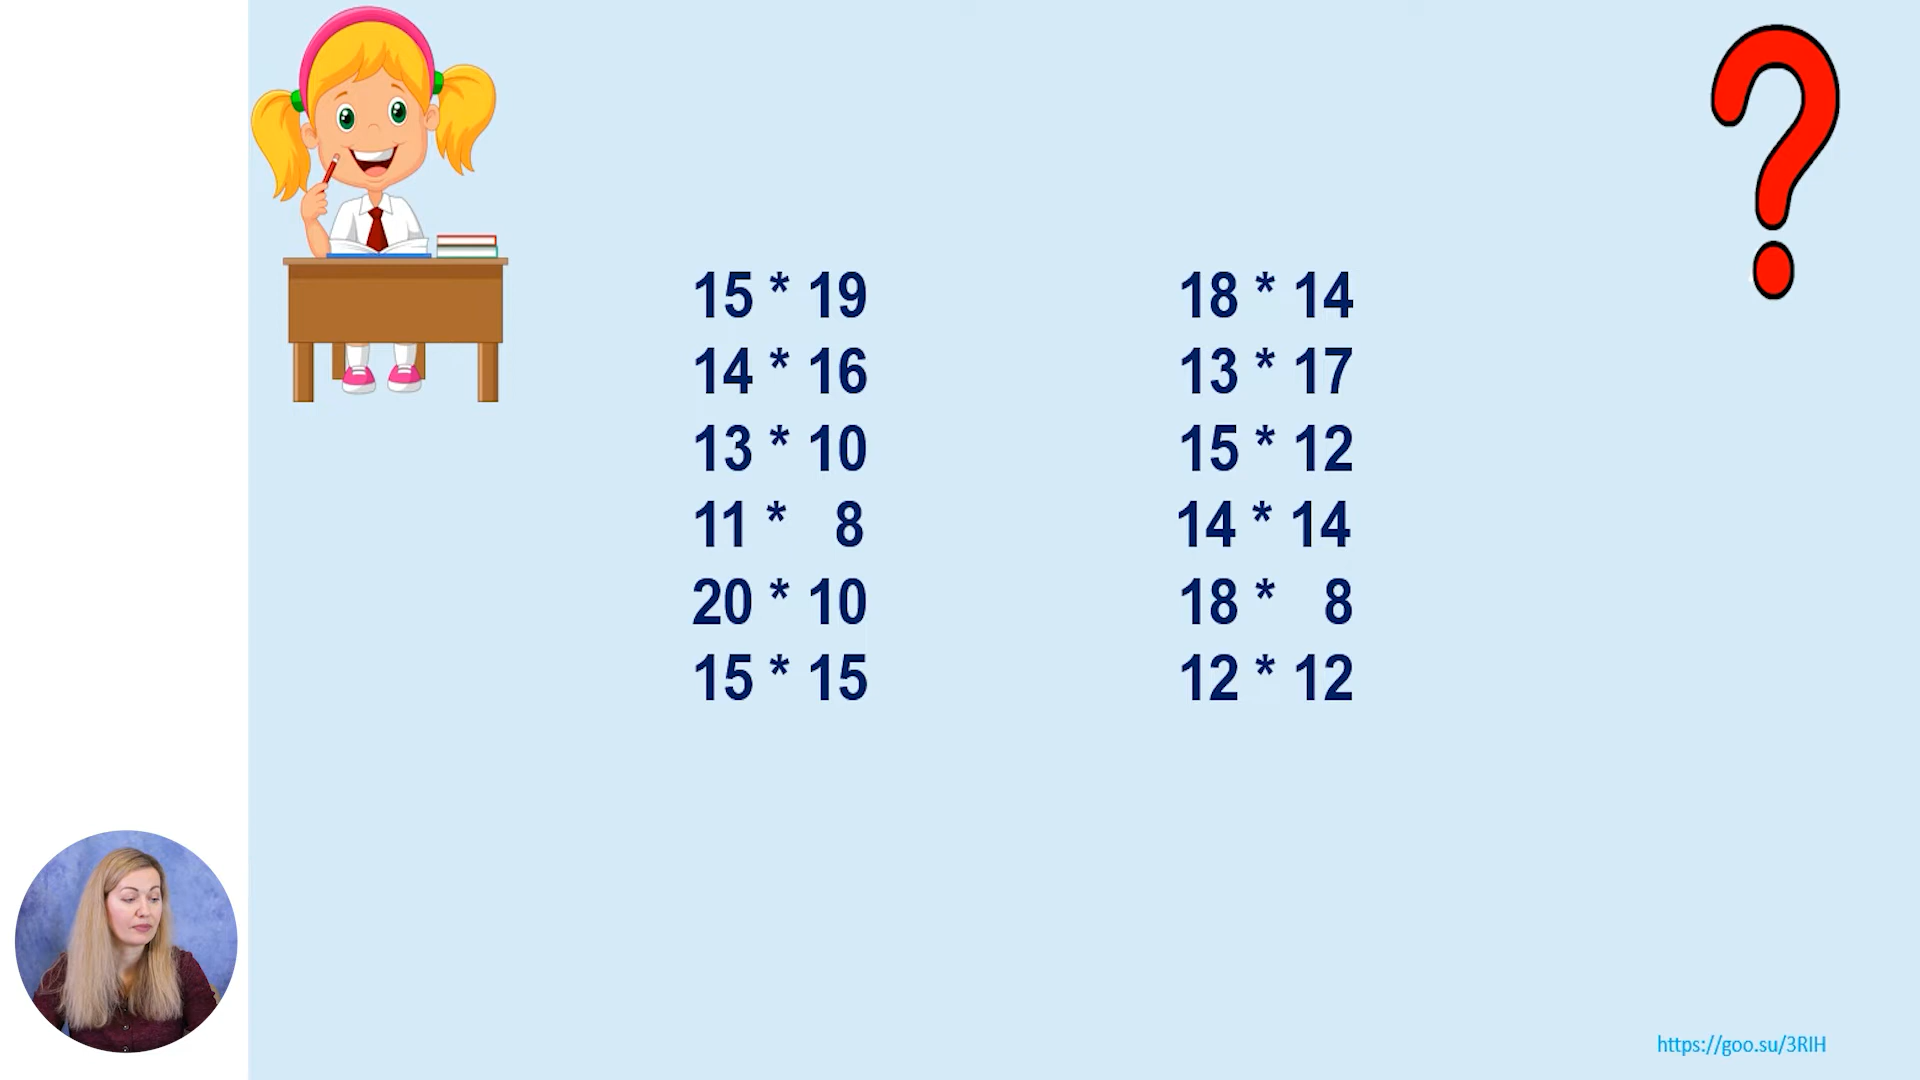 15 * 19
14 * 16
13 * 10
11 * 8
20 * 10
15 * 15
18 * 14
13 * 17
15 * 12
14 * 14
18 * 8
12 * 12
https://goo.su/3RIH